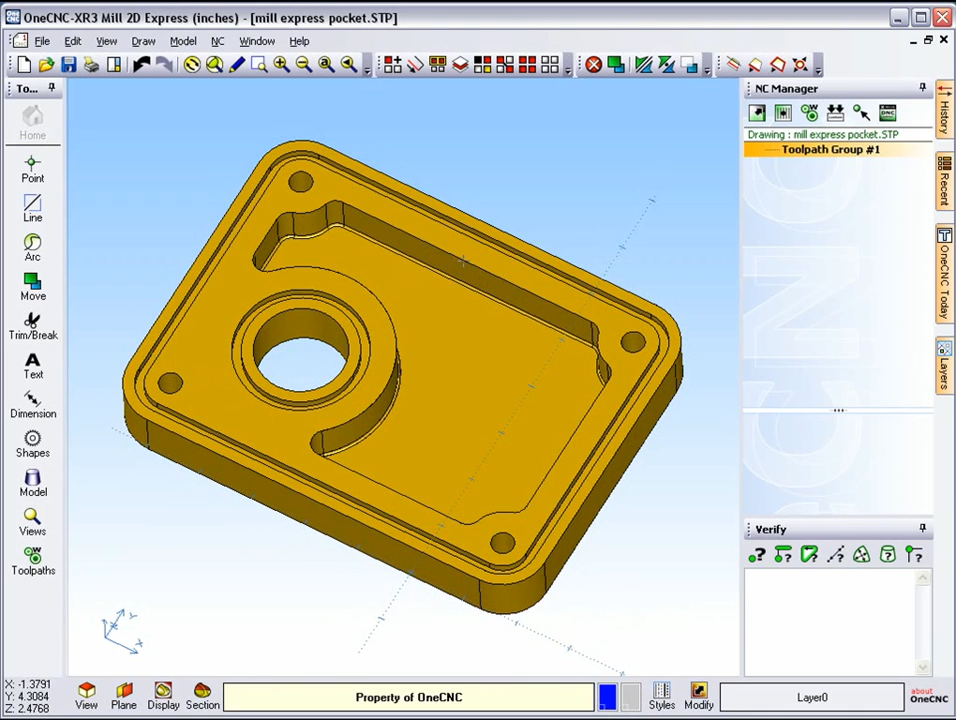 OneCNC-XR3 Mill 2D Express (inches) - [mill express pocket.STP]
File Edit View Draw Model NC Window Help
To...
Home
Point
Line
Arc
Move
Trim/Break
Text
Dimension
Shapes
Model
Views
Toolpaths
NC Manager
Drawing : mill express pocket.STP
Toolpath Group #1
Verify
History
Recent
OneCNC Today
Layers
Y
X
X: -1.3791
Y: 4.3084
Z: 2.4768
View
Plane
Display
Section
Property of OneCNC
Styles
Modify
Layer0
about
OneCNC